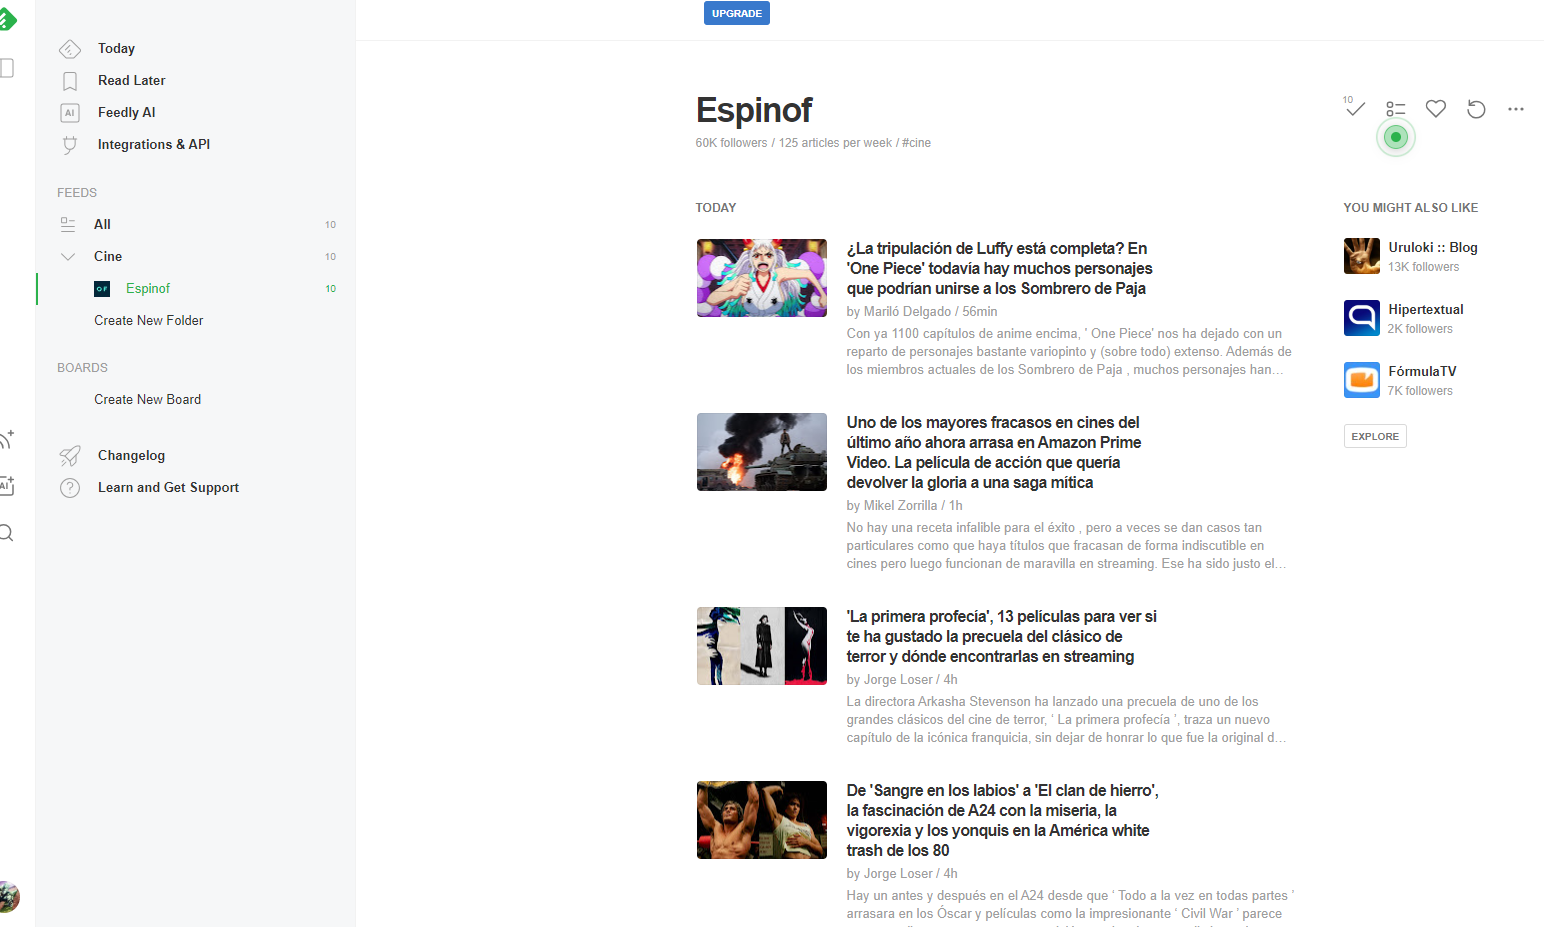 UPGRADE
Today
Read Later
AI
Feedly AI
Integrations & API
FEEDS
All 10
Cine 10
OF
Espinof 10
Create New Folder
BOARDS
Create New Board
Changelog
Learn and Get Support
AI
Espinof
60K followers / 125 articles per week / #cine
10
TODAY
¿La tripulación de Luffy está completa? En
'One Piece' todavía hay muchos personajes
que podrían unirse a los Sombrero de Paja
by Mariló Delgado / 56min
Con ya 1100 capítulos de anime encima, ' One Piece' nos ha dejado con un
reparto de personajes bastante variopinto y (sobre todo) extenso. Además de
los miembros actuales de los Sombrero de Paja , muchos personajes han…
Uno de los mayores fracasos en cines del
último año ahora arrasa en Amazon Prime
Video. La película de acción que quería
devolver la gloria a una saga mítica
by Mikel Zorrilla / 1h
No hay una receta infalible para el éxito , pero a veces se dan casos tan
particulares como que haya títulos que fracasan de forma indiscutible en
cines pero luego funcionan de maravilla en streaming. Ese ha sido justo el…
'La primera profecía', 13 películas para ver si
te ha gustado la precuela del clásico de
terror y dónde encontrarlas en streaming
by Jorge Loser / 4h
La directora Arkasha Stevenson ha lanzado una precuela de uno de los
grandes clásicos del cine de terror, ‘ La primera profecía ’, traza un nuevo
capítulo de la icónica franquicia, sin dejar de honrar lo que fue la original d…
De 'Sangre en los labios' a 'El clan de hierro',
la fascinación de A24 con la miseria, la
vigorexia y los yonquis en la América white
trash de los 80
by Jorge Loser / 4h
Hay un antes y después en el A24 desde que ‘ Todo a la vez en todas partes ’
arrasara en los Óscar y películas como la impresionante ‘ Civil War ’ parece
YOU MIGHT ALSO LIKE
Uruloki :: Blog
13K followers
Hipertextual
2K followers
FórmulaTV
7K followers
EXPLORE